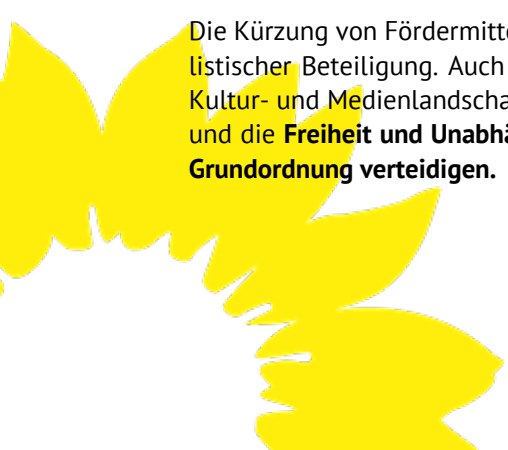 Die Kürzung von Fördermitte
listischer Beteiligung. Auch
Kultur- und Medienlandscha
und die Freiheit und Unabhä
Grundordnung verteidigen.